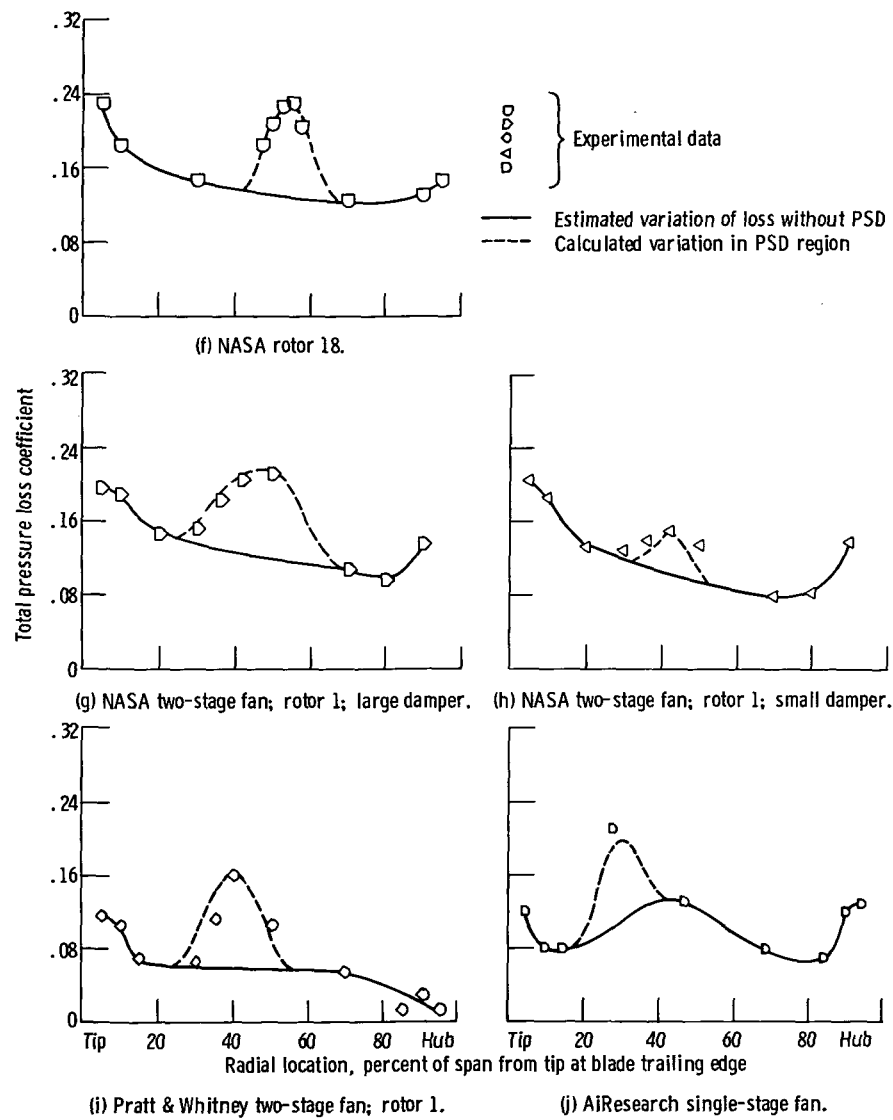 .32
.24
.16
.08
0
20 40 60 80
Experimental data
Estimated variation of loss without PSD
Calculated variation in PSD region
(f) NASA rotor 18.
Total pressure loss coefficient
.32
.24
.16
.08
0
(g) NASA two-stage fan; rotor 1; large damper.
(h) NASA two-stage fan; rotor 1; small damper.
.32
.24
.16
.08
0
Tip 20 40 60 80 Hub
Tip 20 40 60 80 Hub
Radial location, percent of span from tip at blade trailing edge
(i) Pratt & Whitney two-stage fan; rotor 1.
(j) AiResearch single-stage fan.